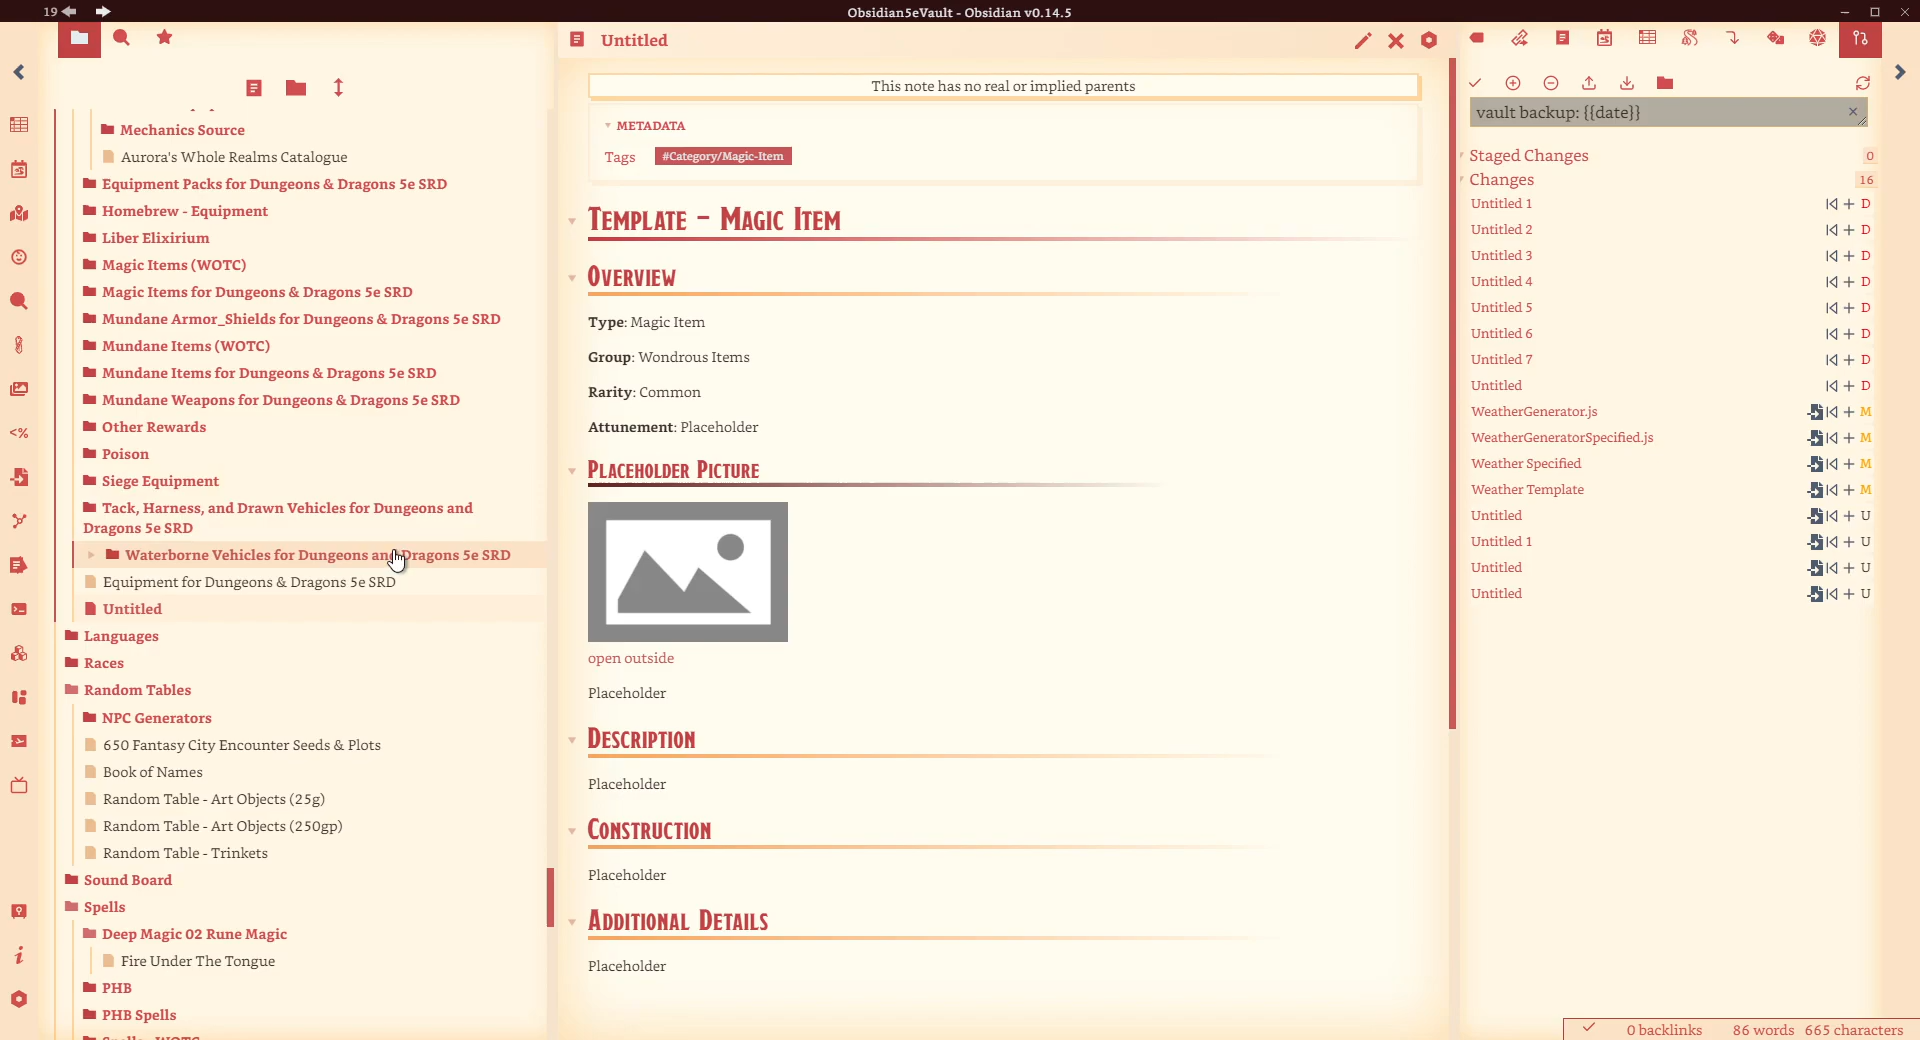 19
Obsidian5eVault - Obsidian v0.14.5
Mechanics Source
Aurora's Whole Realms Catalogue
Equipment Packs for Dungeons & Dragons 5e SRD
Homebrew - Equipment
Liber Elixirium
Magic Items (WOTC)
Magic Items for Dungeons & Dragons 5e SRD
Mundane Armor_Shields for Dungeons & Dragons 5e SRD
Mundane Items (WOTC)
Mundane Items for Dungeons & Dragons 5e SRD
Mundane Weapons for Dungeons & Dragons 5e SRD
Other Rewards
Poison
Siege Equipment
Tack, Harness, and Drawn Vehicles for Dungeons and
Dragons 5e SRD
Waterborne Vehicles for Dungeons and Dragons 5e SRD
Equipment for Dungeons & Dragons 5e SRD
Untitled
Languages
Races
Random Tables
NPC Generators
650 Fantasy City Encounter Seeds & Plots
Book of Names
Random Table - Art Objects (25g)
Random Table - Art Objects (250gp)
Random Table - Trinkets
Sound Board
Spells
Deep Magic 02 Rune Magic
Fire Under The Tongue
PHB
PHB Spells
<%
Untitled
This note has no real or implied parents
METADATA
Tags #Category/Magic-Item
Template - Magic Item
Overview
Type: Magic Item
Group: Wondrous Items
Rarity: Common
Attunement: Placeholder
Placeholder Picture
open outside
Placeholder
Description
Placeholder
Construction
Placeholder
Additional Details
Placeholder
vault backup: {{date}}
Staged Changes 0
Changes 16
Untitled 1 D
Untitled 2 D
Untitled 3 D
Untitled 4 D
Untitled 5 D
Untitled 6 D
Untitled 7 D
Untitled D
WeatherGenerator.js M
WeatherGeneratorSpecified.js M
Weather Specified M
Weather Template M
Untitled U
Untitled 1 U
Untitled U
Untitled U
0 backlinks 86 words 665 characters